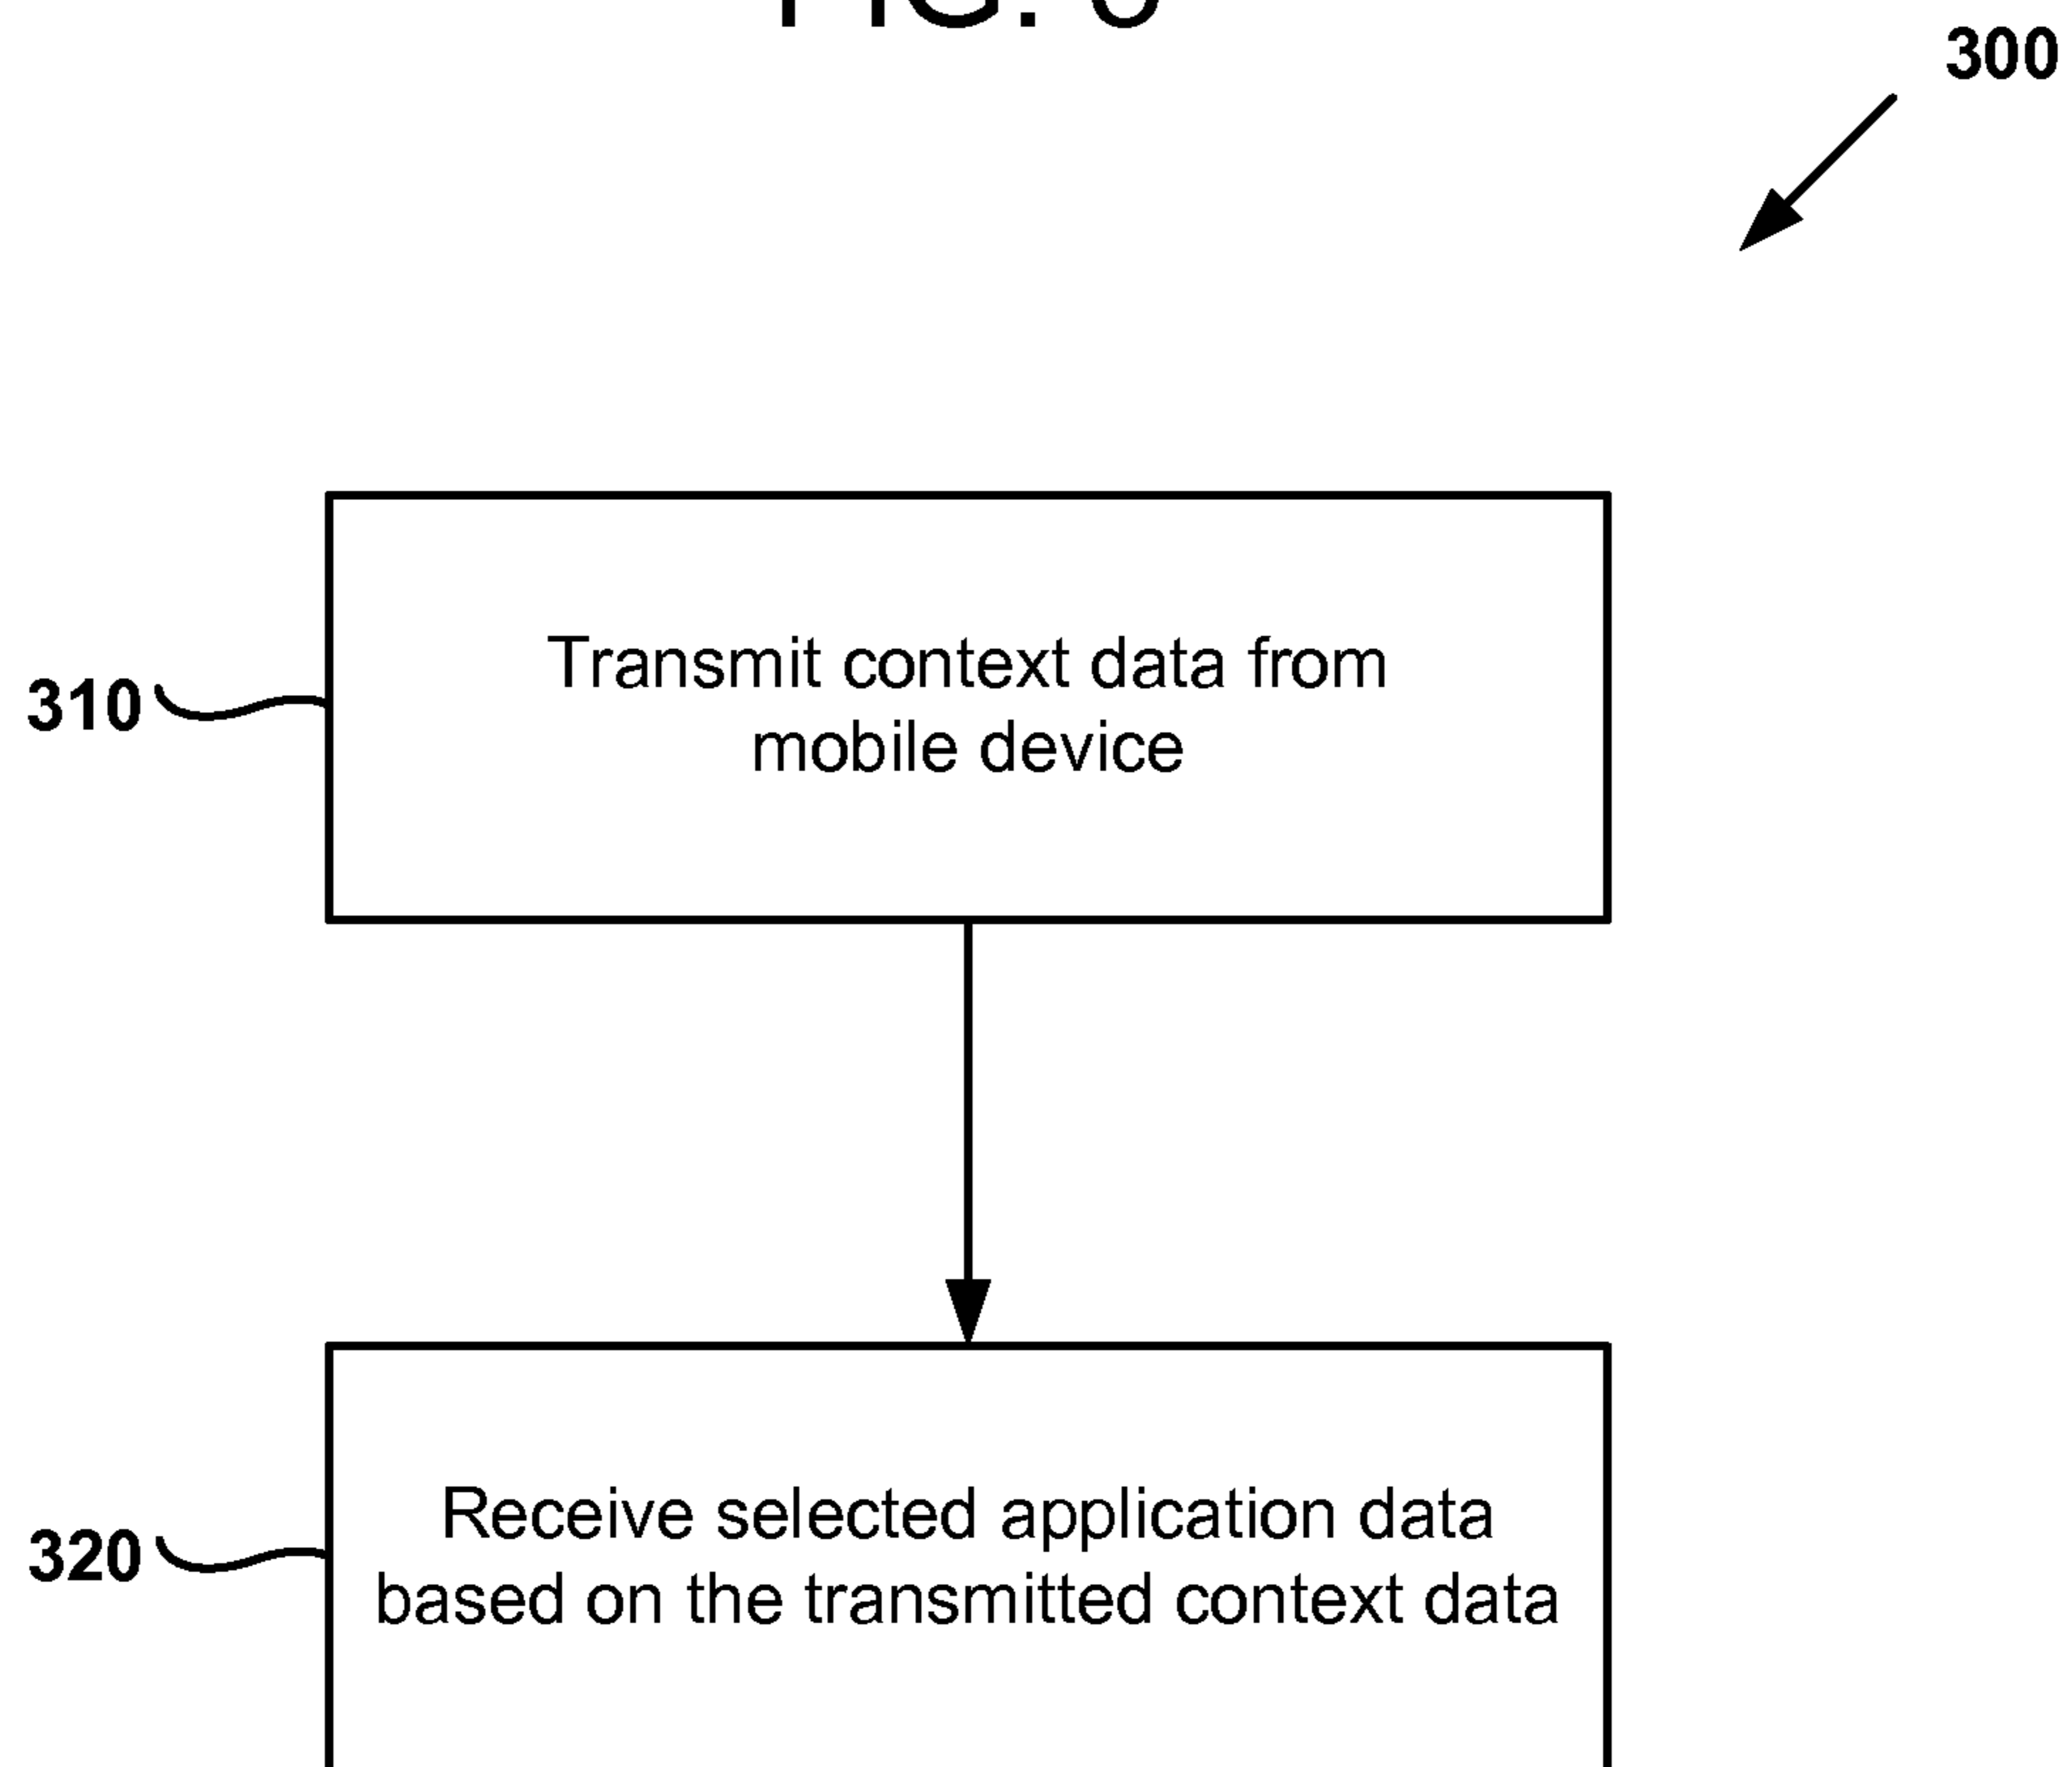 300
Transmit context data from
mobile device
310
Receive selected application data
based on the transmitted context data
320